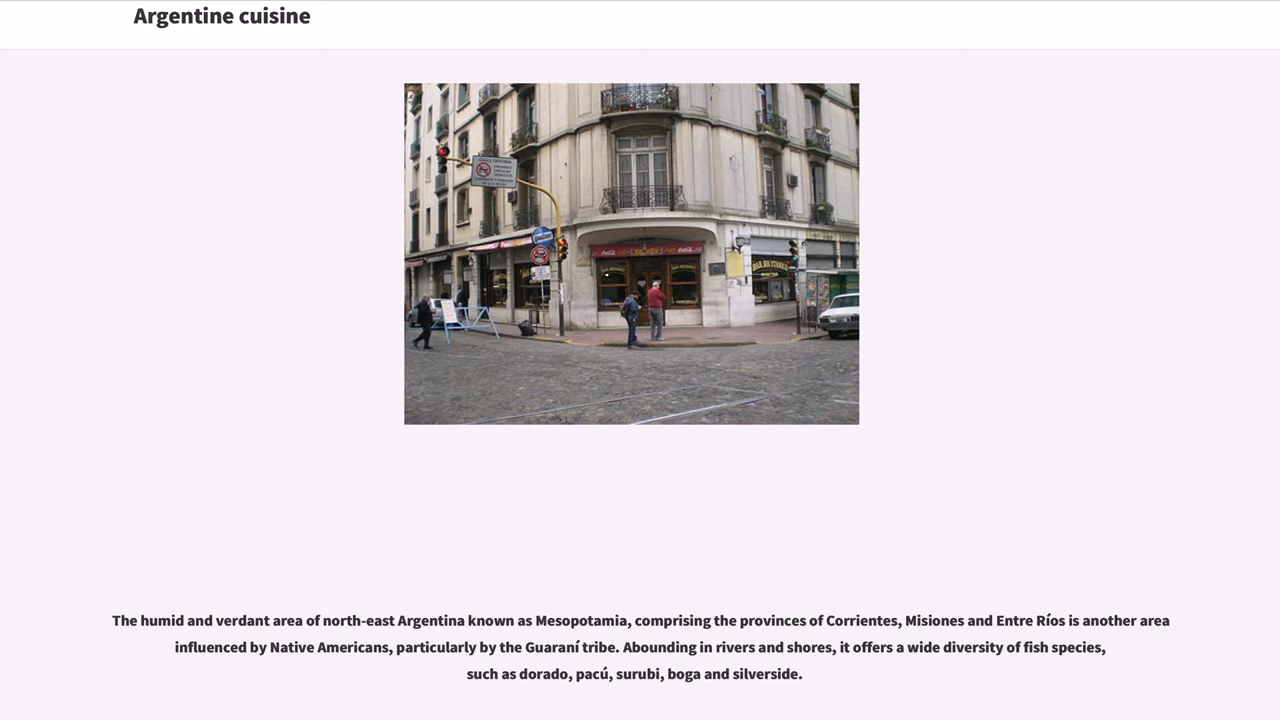 Argentine cuisine
CALLE DEFENSA
The humid and verdant area of north-east Argentina known as Mesopotamia, comprising the provinces of Corrientes, Misiones and Entre Ríos is another area
influenced by Native Americans, particularly by the Guaraní tribe. Abounding in rivers and shores, it offers a wide diversity of fish species,
such as dorado, pacú, surubi, boga and silverside.